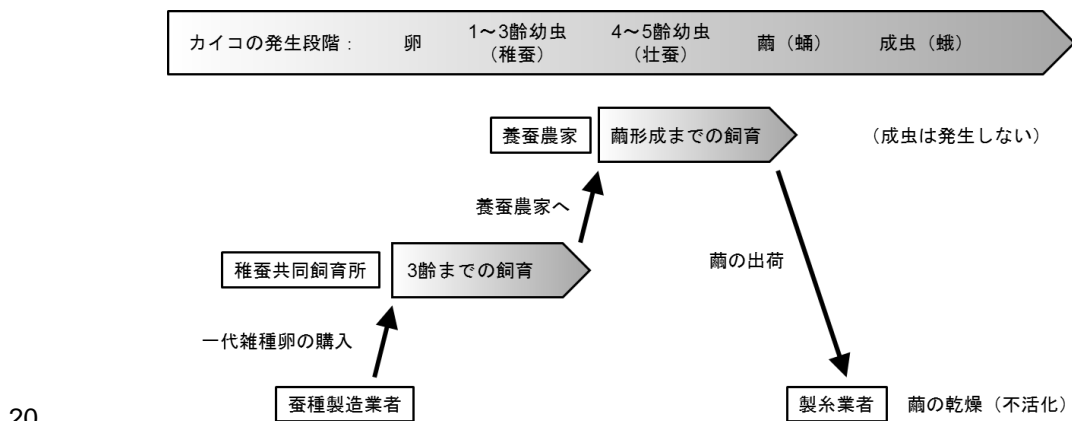 カイコの発生段階： 卵 1～3齢幼虫（稚蚕） 4～5齢幼虫（壮蚕） 繭（蛹） 成虫（蛾）
養蚕農家 繭形成までの飼育 （成虫は発生しない）
養蚕農家へ
稚蚕共同飼育所 3齢までの飼育 繭の出荷
一代雑種卵の購入
20 蚕種製造業者 製糸業者 繭の乾燥（不活化）